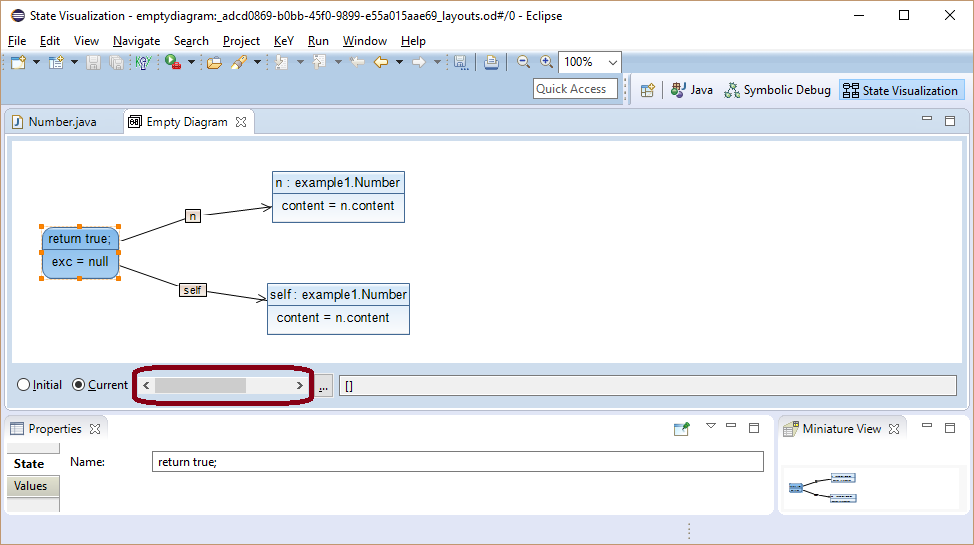 State Visualization - emptydiagram:_adcd0869-b0bb-45f0-9899-e55a015aae69_layouts.od#/0 - Eclipse
File Edit View Navigate Search Project KeY Run Window Help
100%
Quick Access Java Symbolic Debug State Visualization
Number.java Empty Diagram
n : example1.Number
content = n.content
n
return true;
exc = null
self
self : example1.Number
content = n.content
Initial Current ... []
Properties Miniature View
State Name: return true;
Values